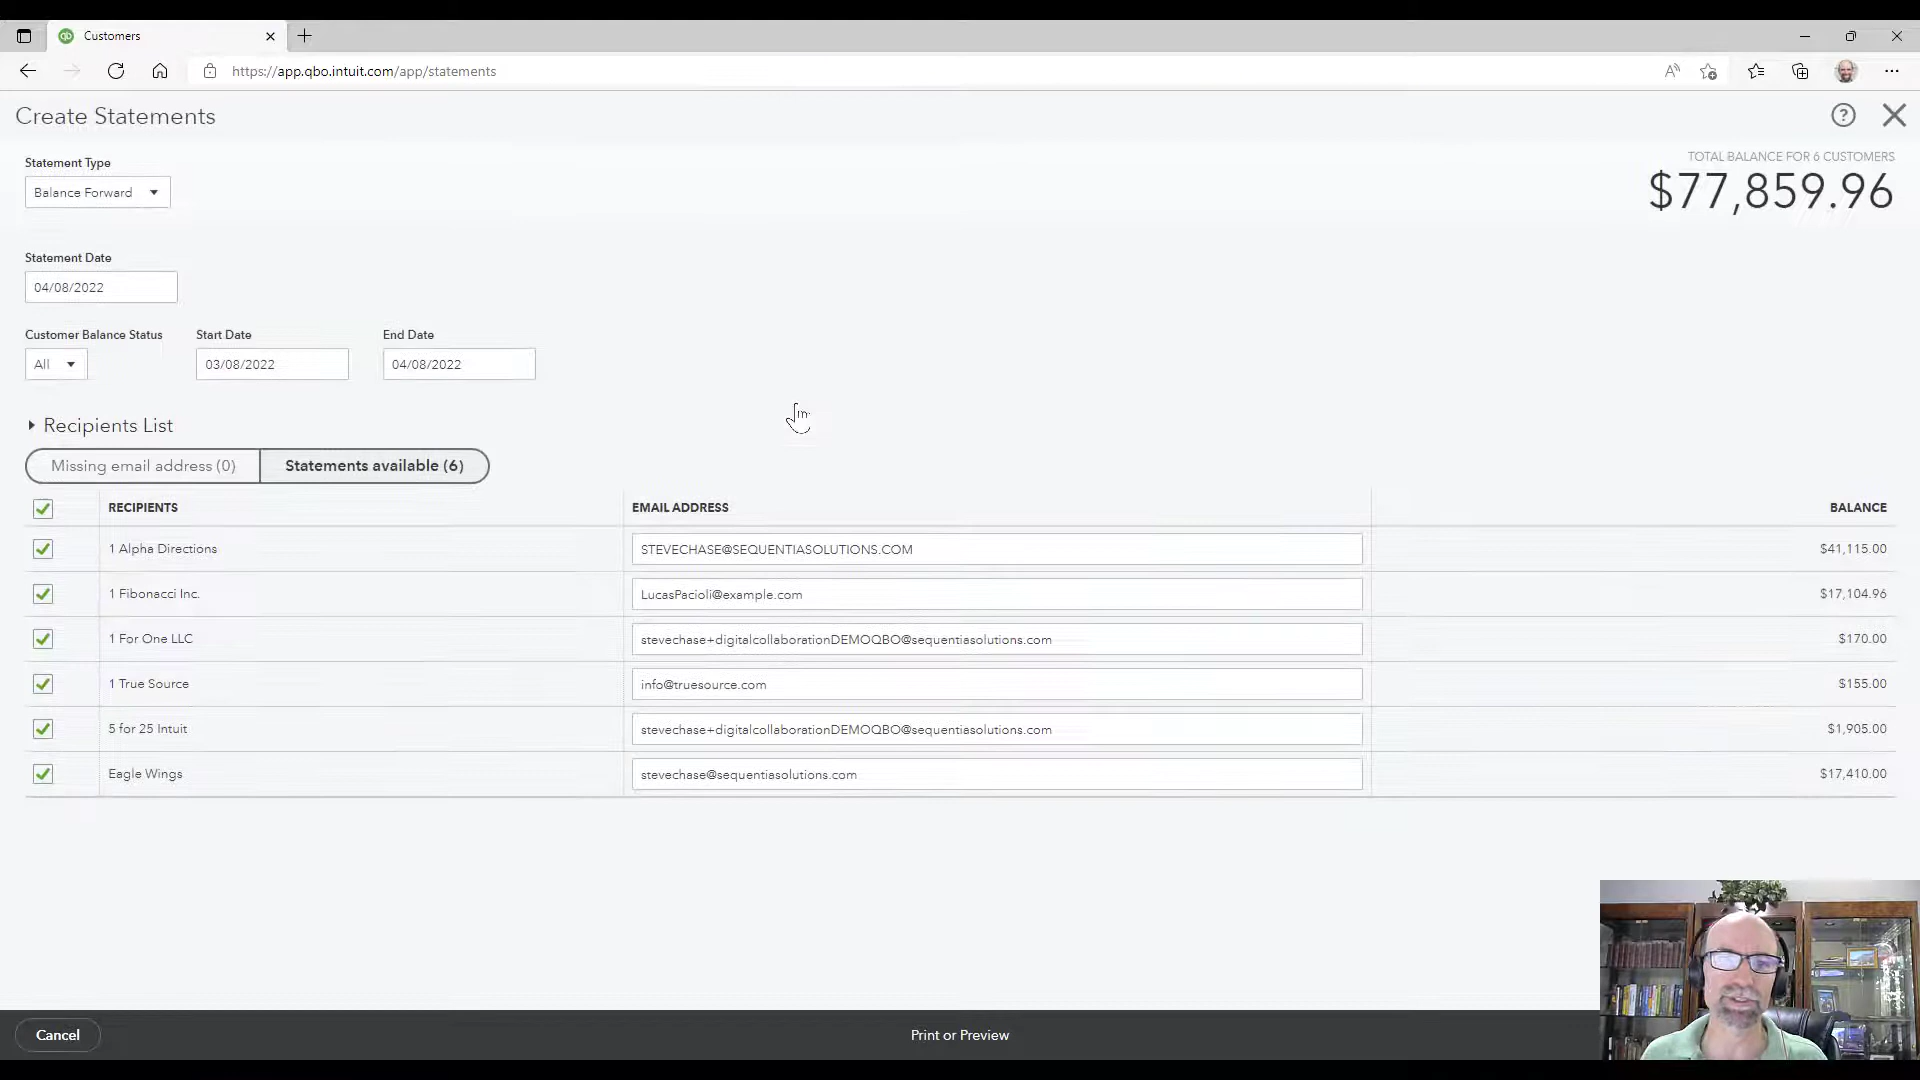 Customers
https://app.qbo.intuit.com/app/statements
Create Statements
Statement Type
TOTAL BALANCE FOR 6 CUSTOMERS
Balance Forward
$77,859.96
Statement Date
04/08/2022
Customer Balance Status Start Date End Date
All 03/08/2022 04/08/2022
Recipients List
Missing email address (0) Statements available (6)
RECIPIENTS EMAIL ADDRESS BALANCE
1 Alpha Directions STEVECHASE@SEQUENTIASOLUTIONS.COM $41,115.00
1 Fibonacci Inc. LucasPacioli@example.com $17,104.96
1 For One LLC stevechase+digitalcollaborationDEMOQBO@sequentiasolutions.com $170.00
1 True Source info@truesource.com $155.00
5 for 25 Intuit stevechase+digitalcollaborationDEMOQBO@sequentiasolutions.com $1,905.00
Eagle Wings stevechase@sequentiasolutions.com $17,410.00
Cancel Print or Preview